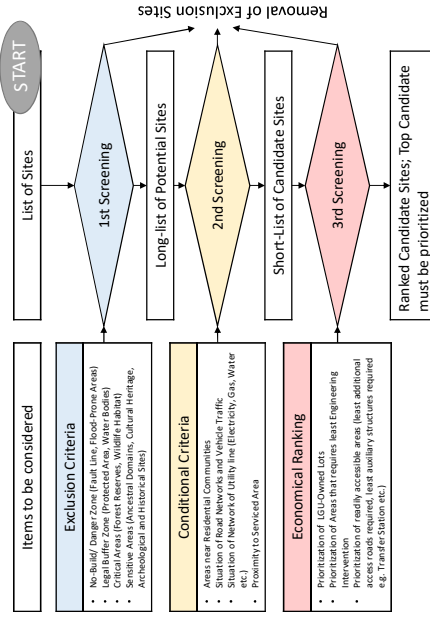 START
Items to be considered
List of Sites
Exclusion Criteria
• No-Build/ Danger Zone (Fault Line, Flood-Prone Areas)
• Legal Buffer Zone (Protected Area, Water Bodies)
• Critical Areas (Forest Reserves, Wildlife Habitat)
• Sensitive Areas (Ancestral Domains, Cultural Heritage,
Archeological and Historical Sites)
1st Screening
Long-list of Potential Sites
Conditional Criteria
• Areas near Residential Communities
• Situation of Road Networks and Vehicle Traffic
• Situation of Network of Utility line (Electricity, Gas, Water
etc.)
• Proximity to Serviced Area
2nd Screening
Short-List of Candidate Sites
Economical Ranking
• Prioritization of LGU-Owned Lots
• Prioritization of Areas that requires least Engineering
Intervention
• Prioritization of readily accessible areas (least additional
access roads required, least auxiliary structures required
e.g. Transfer Station etc.)
3rd Screening
Ranked Candidate Sites; Top Candidate
must be prioritized
Removal of Exclusion Sites